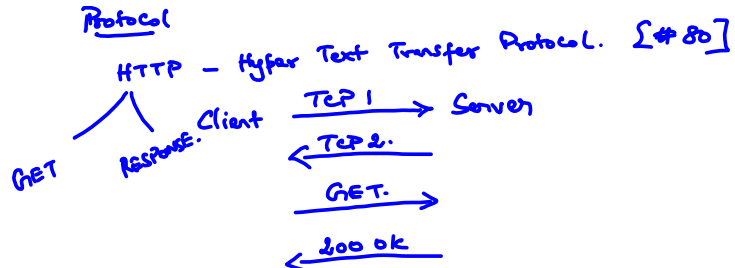 Protocol
HTTP - Hyper Text Transfer Protocol. [#80]
GET RESPONSE. Client TCP 1 Server
TCP 2.
GET.
200 OK